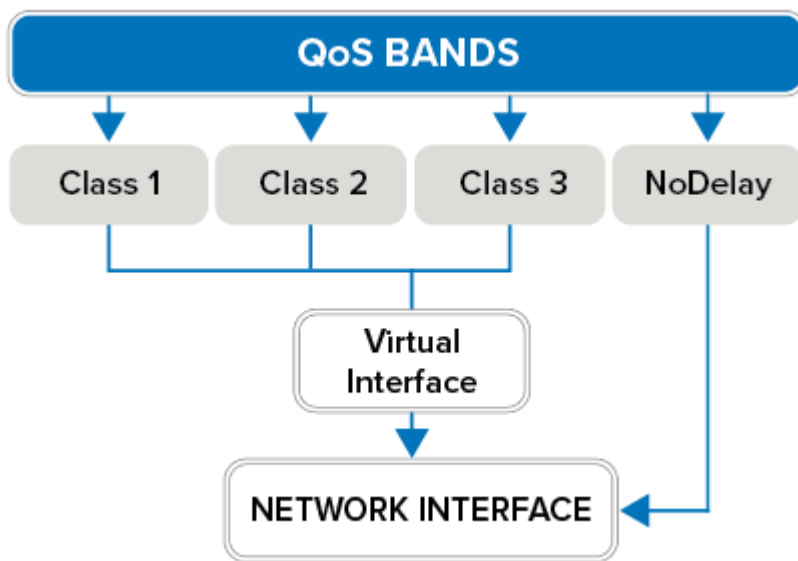 QoS BANDS
Class 1
Class 2
Class 3
NoDelay
Virtual
Interface
NETWORK INTERFACE